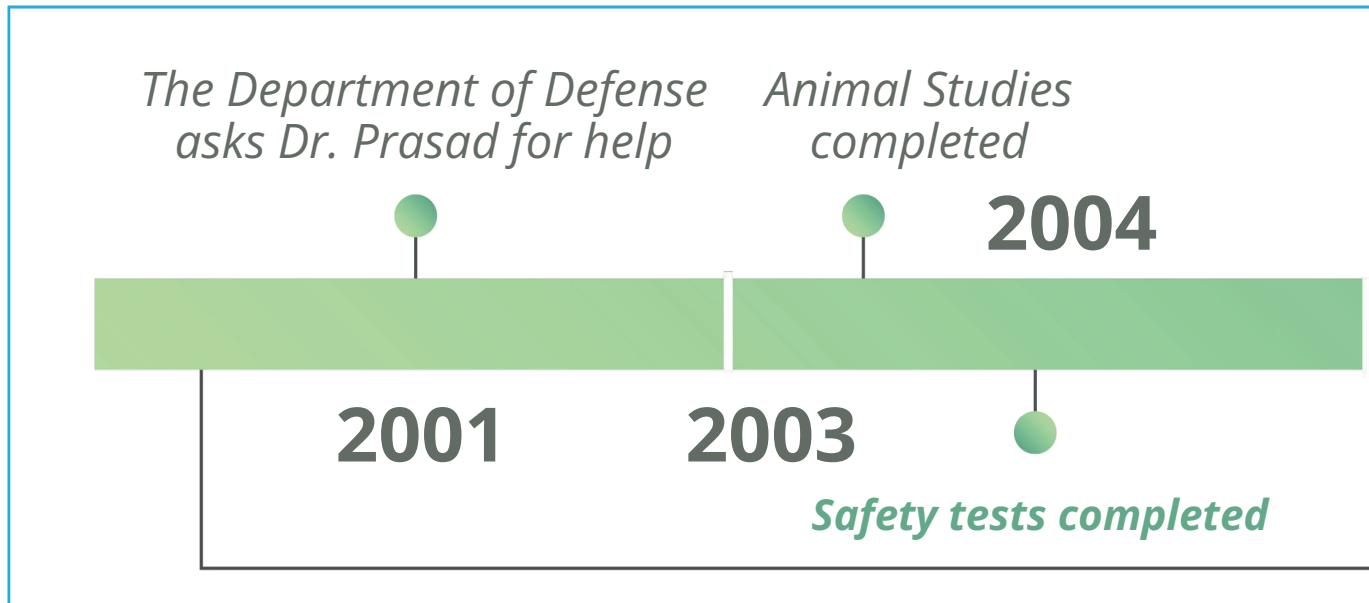 The Department of Defense
asks Dr. Prasad for help
Animal Studies
completed
2004
2001
2003
Safety tests completed